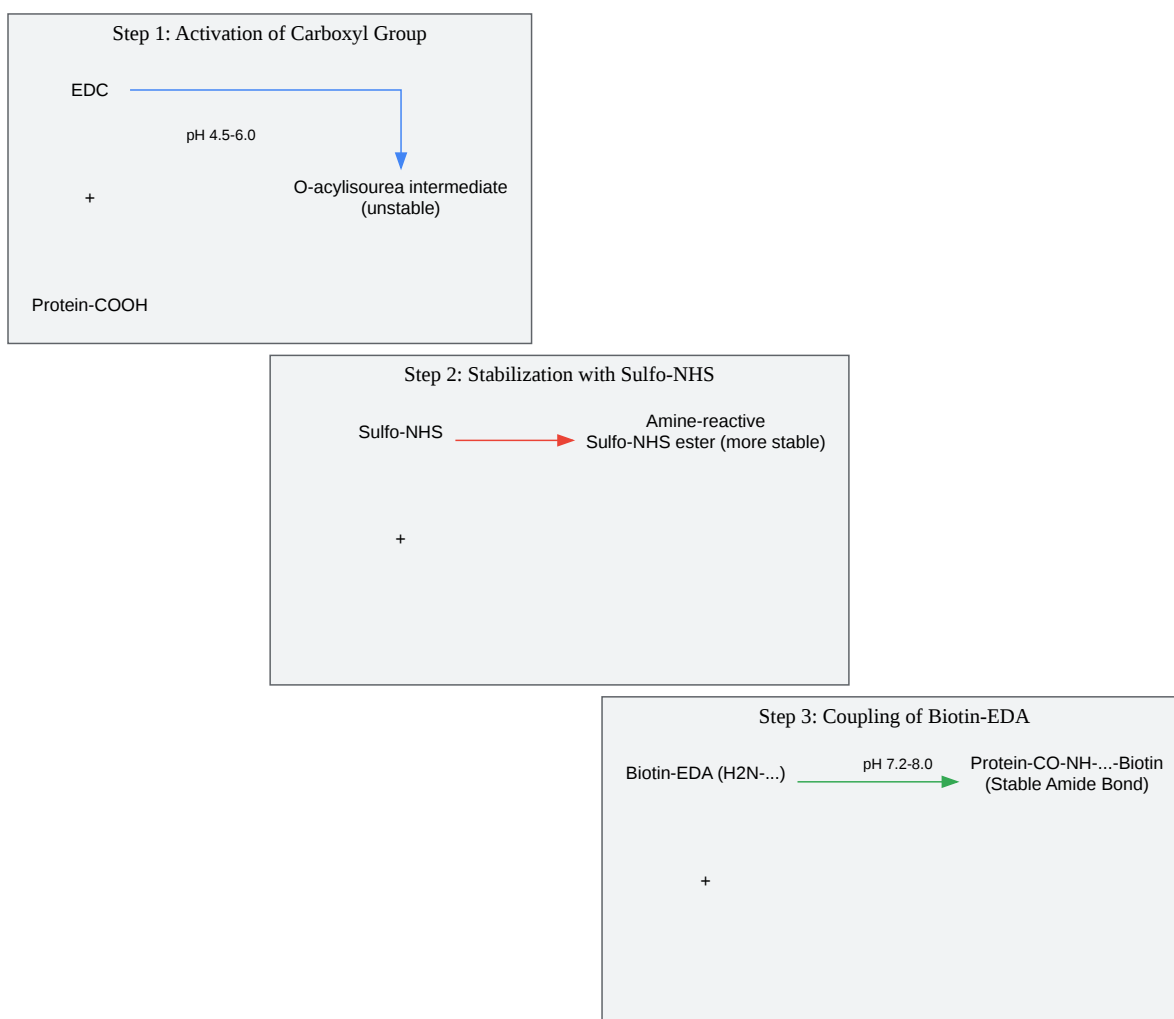 Step 1: Activation of Carboxyl Group
EDC
pH 4.5-6.0
+
O-acylisourea intermediate
(unstable)
Protein-COOH
Step 2: Stabilization with Sulfo-NHS
Sulfo-NHS
Amine-reactive
Sulfo-NHS ester (more stable)
+
Step 3: Coupling of Biotin-EDA
Biotin-EDA (H2N-...)
pH 7.2-8.0
Protein-CO-NH-...-Biotin
(Stable Amide Bond)
+